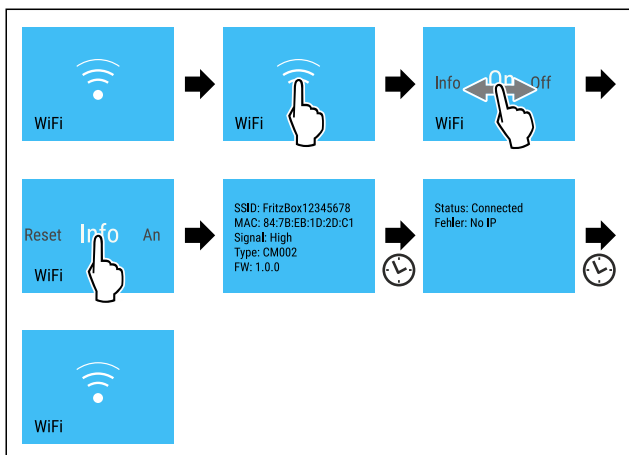 WiFi
WiFi
Info On Off
WiFi
Reset Info An
WiFi
SSID: FritzBox12345678
MAC: 84:7B:EB:1D:2D:C1
Signal: High
Type: CM002
FW: 1.0.0
Status: Connected
Fehler: No IP
WiFi